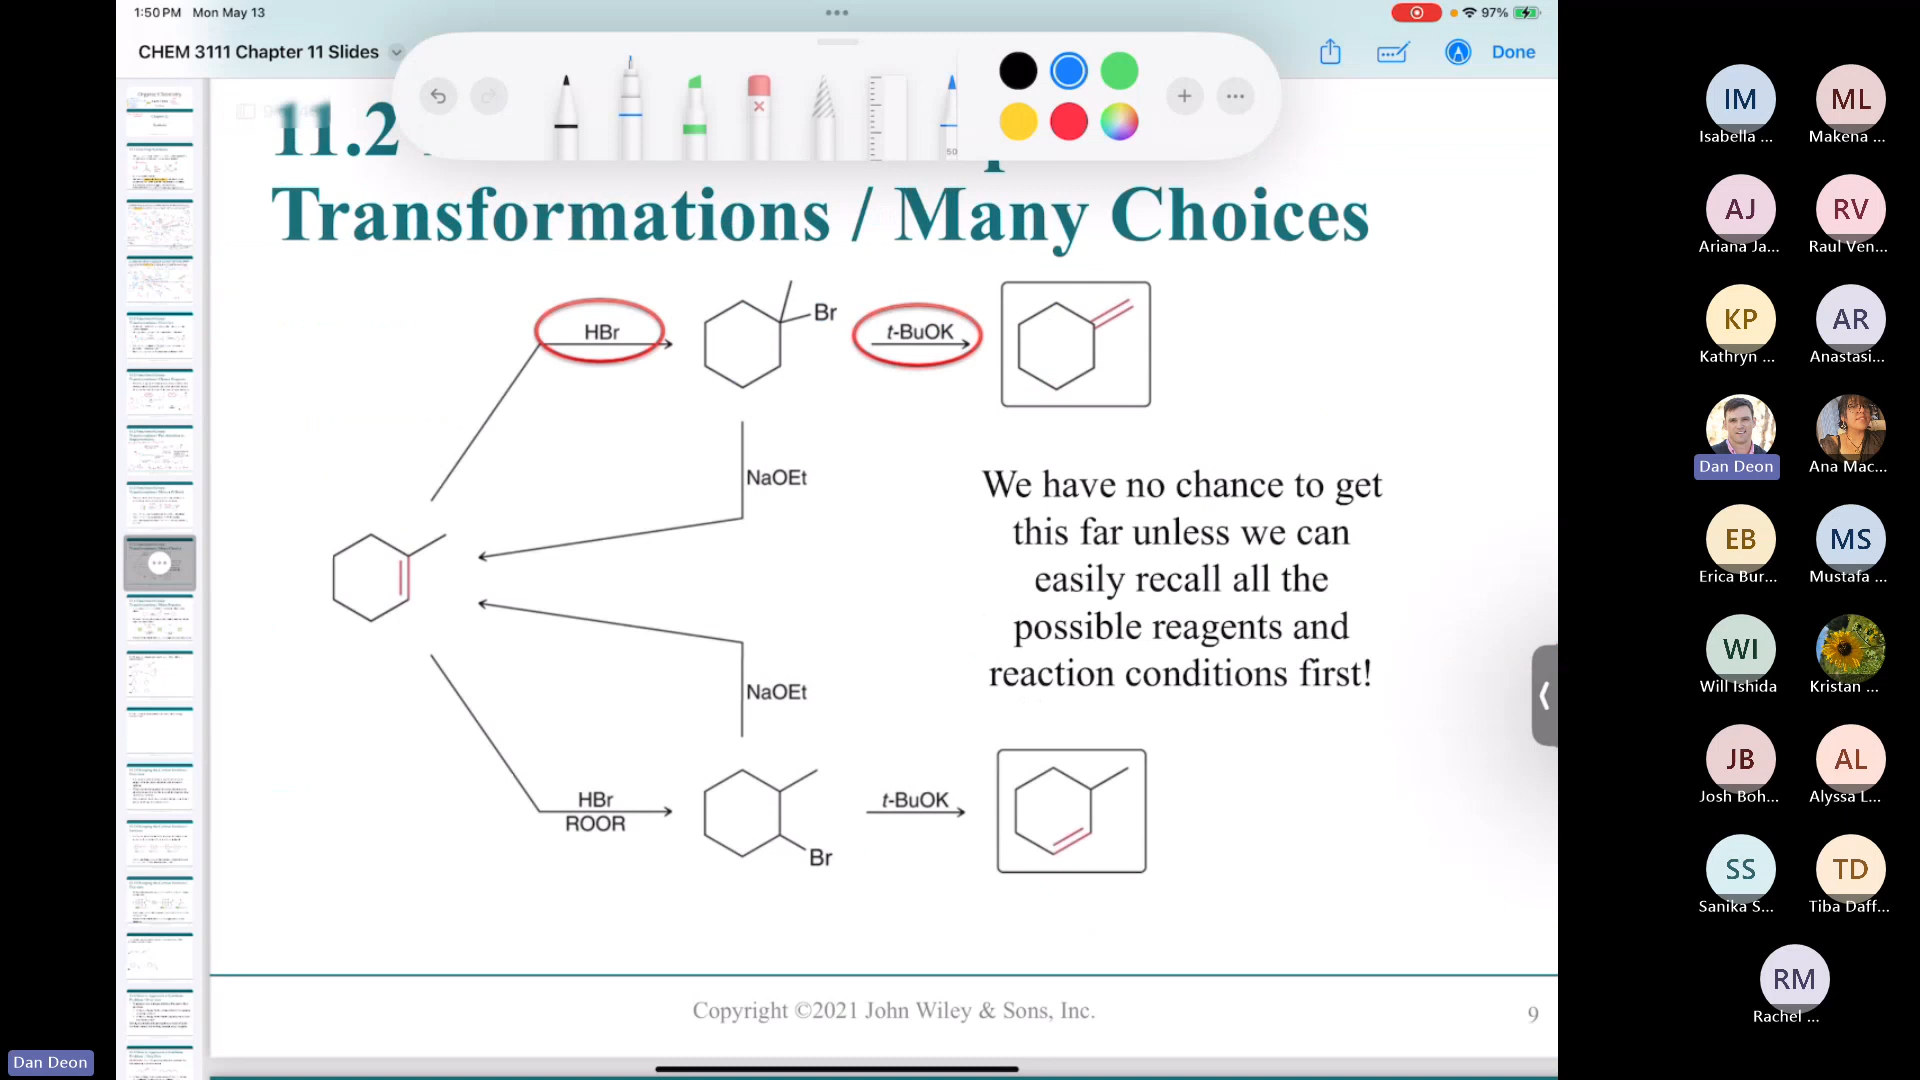 1:50 PM Mon May 13
97%
CHEM 3111 Chapter 11 Slides
Done
50
11.2
Transformations / Many Choices
HBr
Br
t-BuOK
NaOEt
We have no chance to get
this far unless we can
easily recall all the
possible reagents and
reaction conditions first!
NaOEt
HBr
ROOR
Br
t-BuOK
Copyright ©2021 John Wiley & Sons, Inc.
9
IM
Isabella ...
ML
Makena ...
AJ
Ariana Ja...
RV
Raul Ven...
KP
Kathryn ...
AR
Anastasi...
Dan Deon
Ana Mac...
EB
Erica Bur...
MS
Mustafa ...
WI
Will Ishida
Kristan ...
JB
Josh Boh...
AL
Alyssa L...
SS
Sanika S...
TD
Tiba Daff...
RM
Rachel ...
Dan Deon